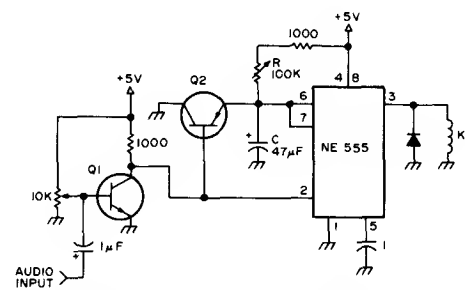 +5V
1000
R
100K
Q2
4 8
3
+5V
6
7
K
Q1
1000
+
C
47µF
NE 555
10K
2
1µF
+
1
5
1
AUDIO
INPUT